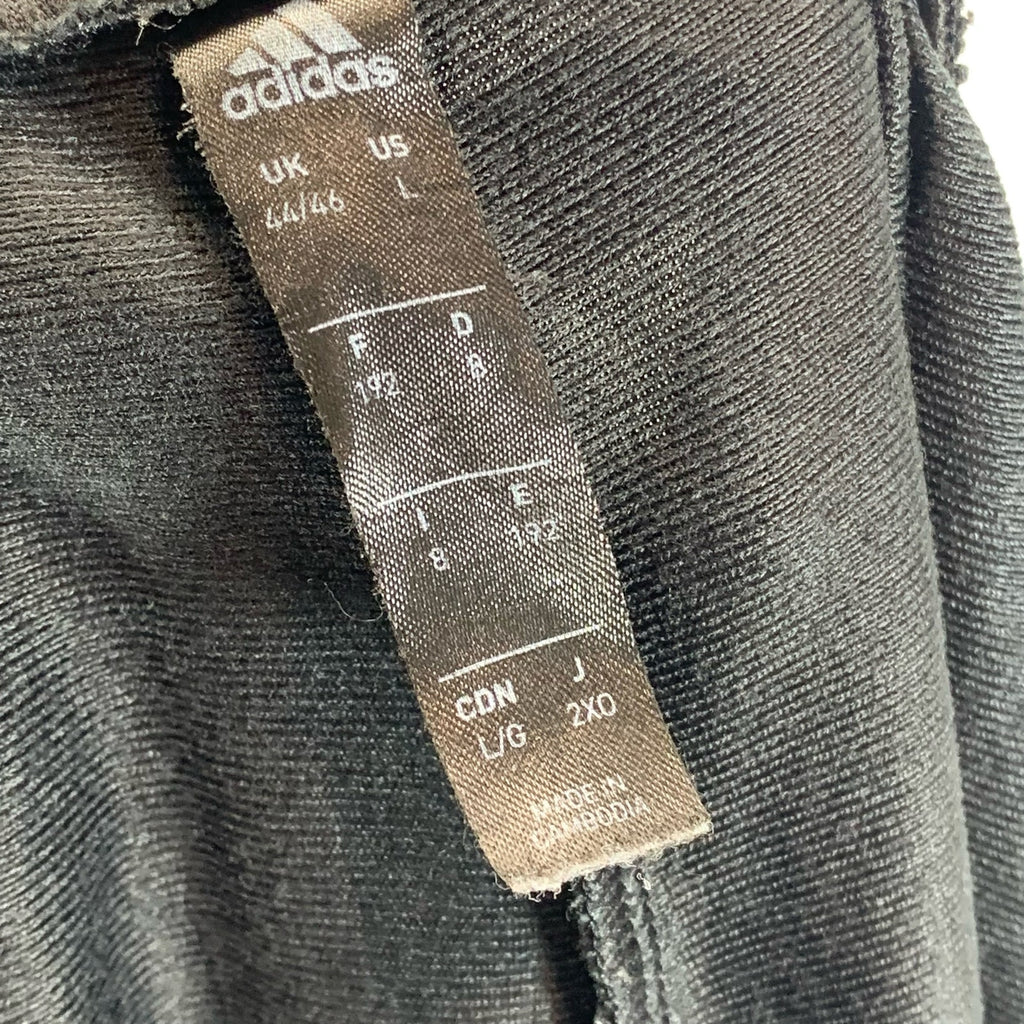 adidas
UK US
44/46 L
F D
192 8
I E
8 192
CDN J
L/G 2XO
MADE IN
CAMBODIA